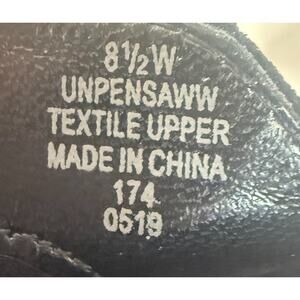 8½W
UNPENSAWW
TEXTILE UPPER
MADE IN CHINA
174
0519